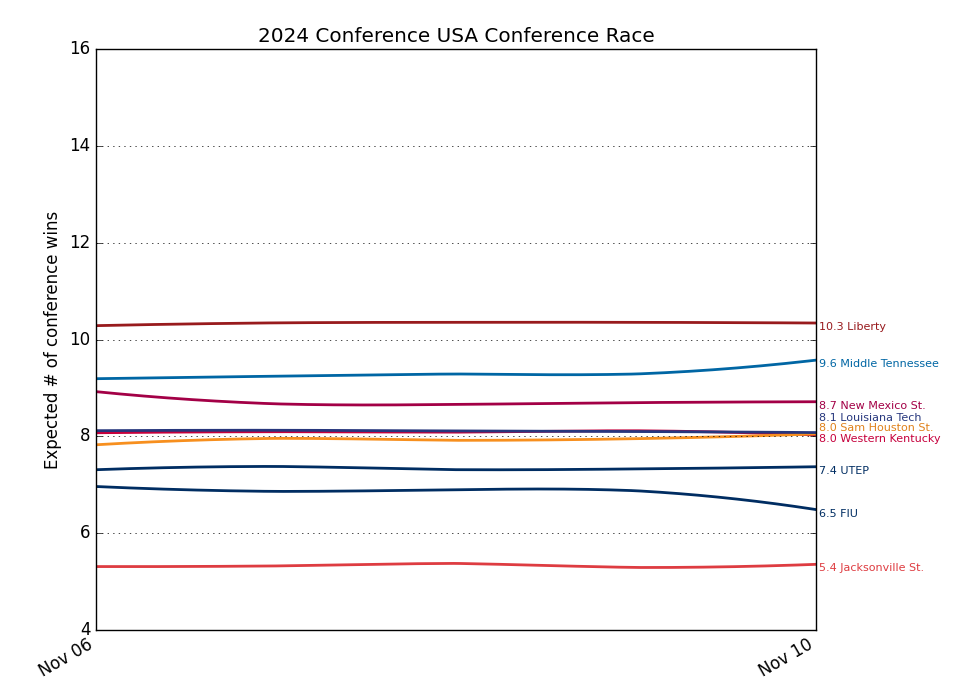 2024 Conference USA Conference Race
Expected # of conference wins
16
14
12
10
8
6
4
Nov 06
Nov 10
10.3 Liberty
9.6 Middle Tennessee
8.7 New Mexico St.
8.1 Louisiana Tech
8.0 Sam Houston St.
8.0 Western Kentucky
7.4 UTEP
6.5 FIU
5.4 Jacksonville St.